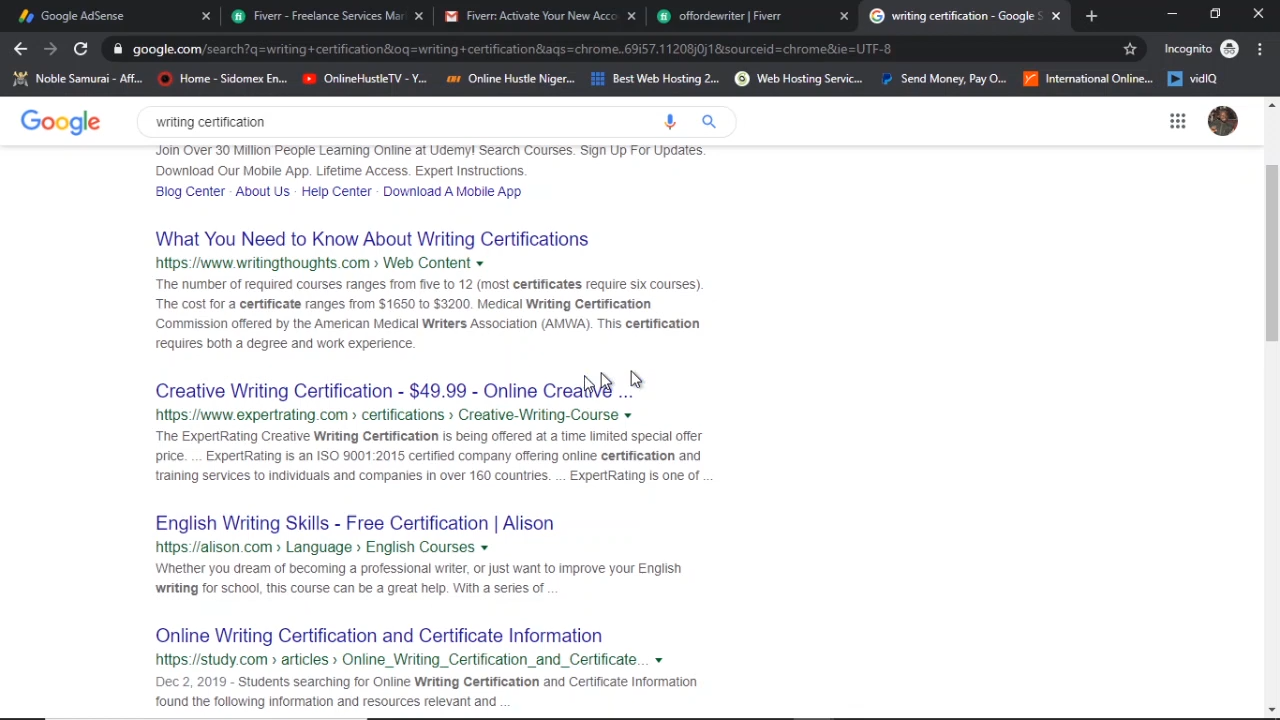 Google AdSense
Fiverr - Freelance Services Mar
Fiverr: Activate Your New Acco
offordewriter | Fiverr
writing certification - Google S
google.com/search?q=writing+certification&oq=writing+certification&aqs=chrome..69i57.11208j0j1&sourceid=chrome&ie=UTF-8
Incognito
Noble Samurai - Aff...
Home - Sidomex En...
OnlineHustleTV - Y...
Online Hustle Niger...
Best Web Hosting 2...
Web Hosting Servic...
Send Money, Pay O...
International Online...
vidIQ
Google
writing certification
Join Over 30 Million People Learning Online at Udemy! Search Courses. Sign Up For Updates.
Download Our Mobile App. Lifetime Access. Expert Instructions.
Blog Center · About Us · Help Center · Download A Mobile App
What You Need to Know About Writing Certifications
https://www.writingthoughts.com › Web Content
The number of required courses ranges from five to 12 (most certificates require six courses).
The cost for a certificate ranges from $1650 to $3200. Medical Writing Certification
Commission offered by the American Medical Writers Association (AMWA). This certification
requires both a degree and work experience.
Creative Writing Certification - $49.99 - Online Creative ...
https://www.expertrating.com › certifications › Creative-Writing-Course
The ExpertRating Creative Writing Certification is being offered at a time limited special offer
price. ... ExpertRating is an ISO 9001:2015 certified company offering online certification and
training services to individuals and companies in over 160 countries. ... ExpertRating is one of ...
English Writing Skills - Free Certification | Alison
https://alison.com › Language › English Courses
Whether you dream of becoming a professional writer, or just want to improve your English
writing for school, this course can be a great help. With a series of ...
Online Writing Certification and Certificate Information
https://study.com › articles › Online_Writing_Certification_and_Certificate...
Dec 2, 2019 - Students searching for Online Writing Certification and Certificate Information
found the following information and resources relevant and ...